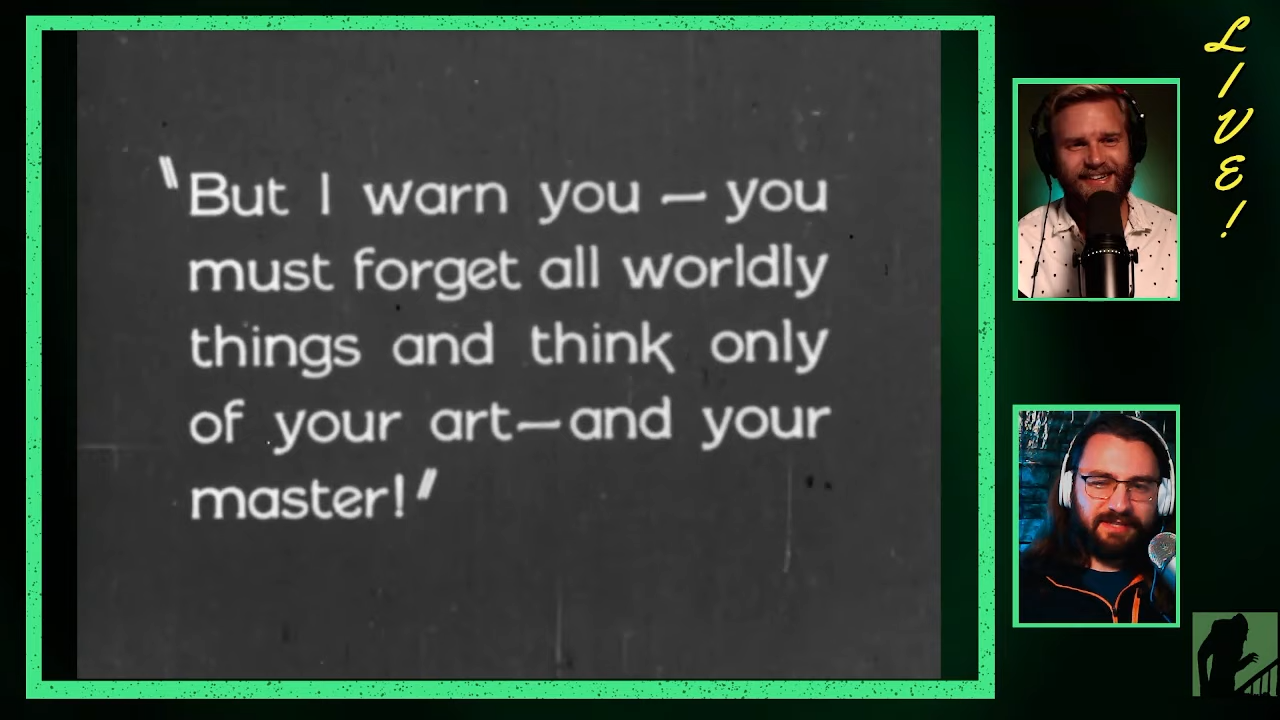 "But I warn you — you
must forget all worldly
things and think only
of your art—and your
master!"
LIVE!